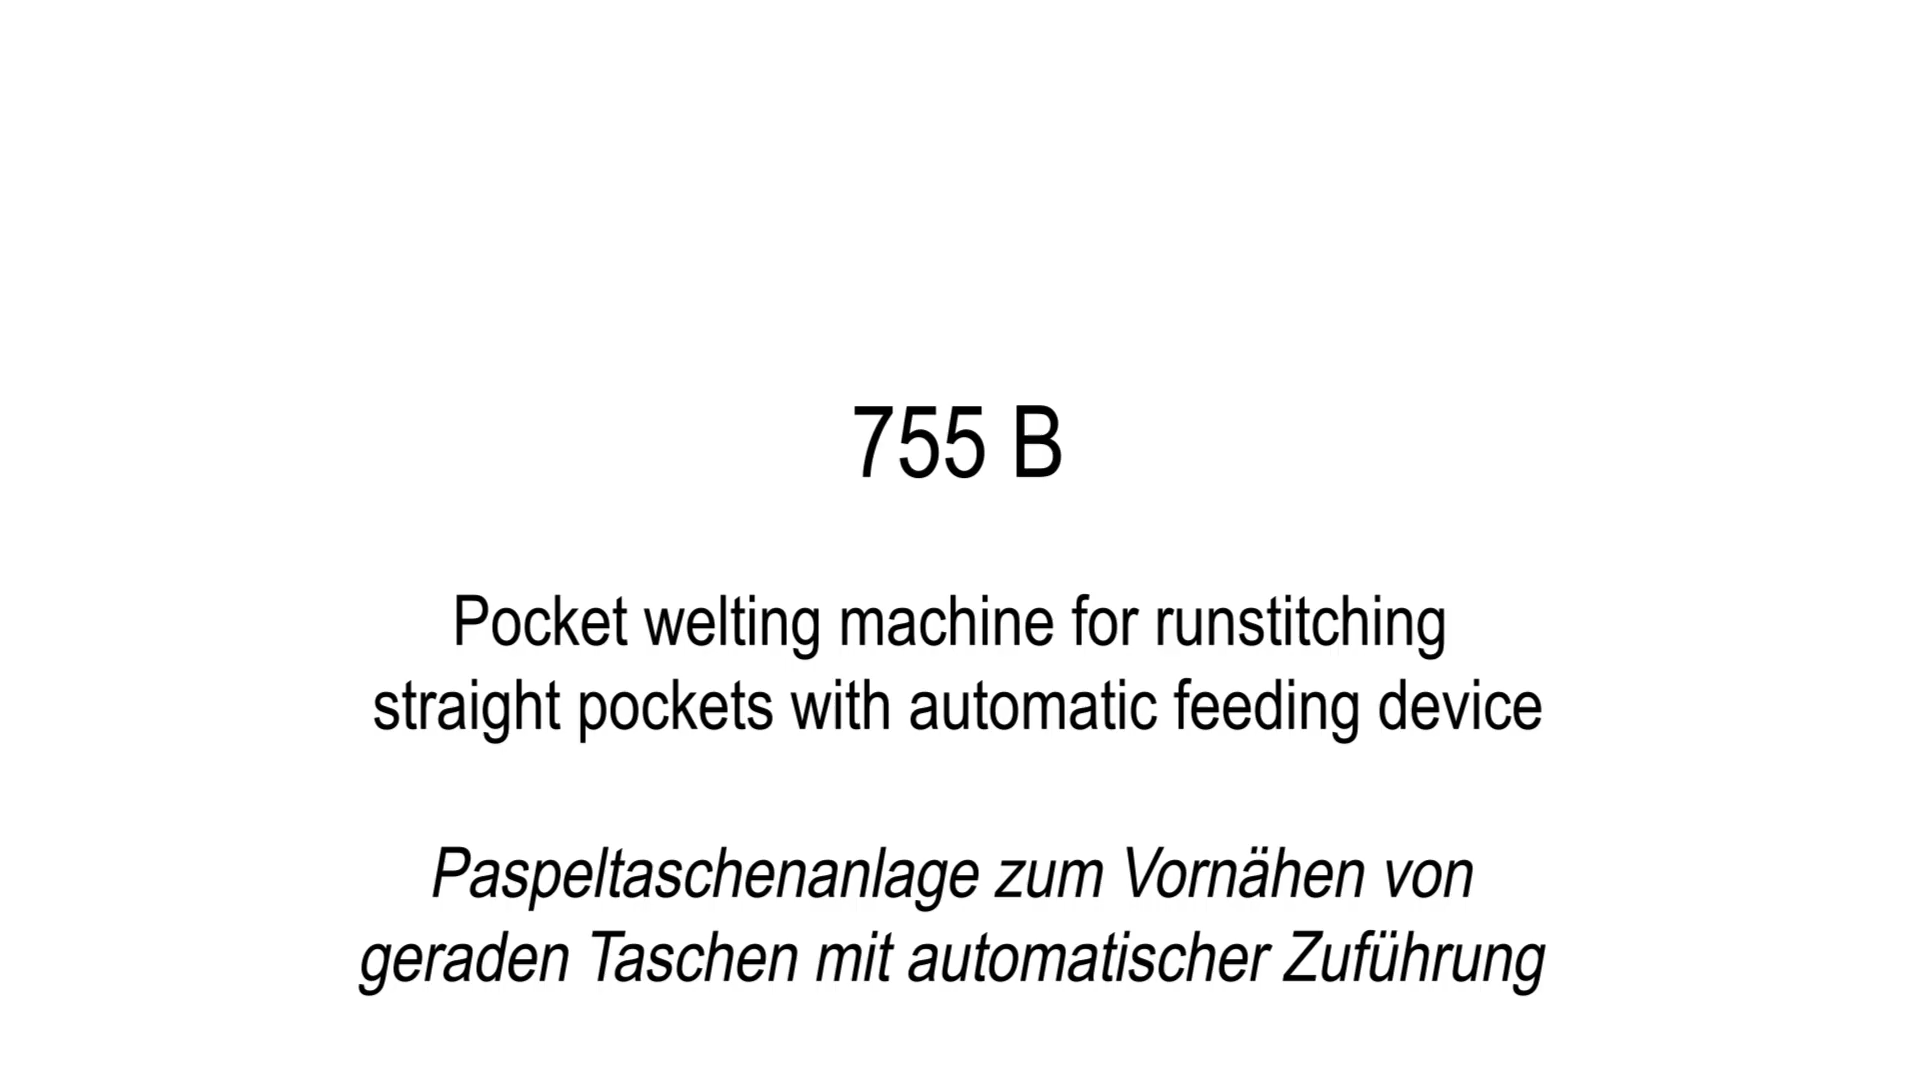 755 B
Pocket welting machine for runstitching
straight pockets with automatic feeding device
Paspeltaschenanlage zum Vornähen von
geraden Taschen mit automatischer Zuführung